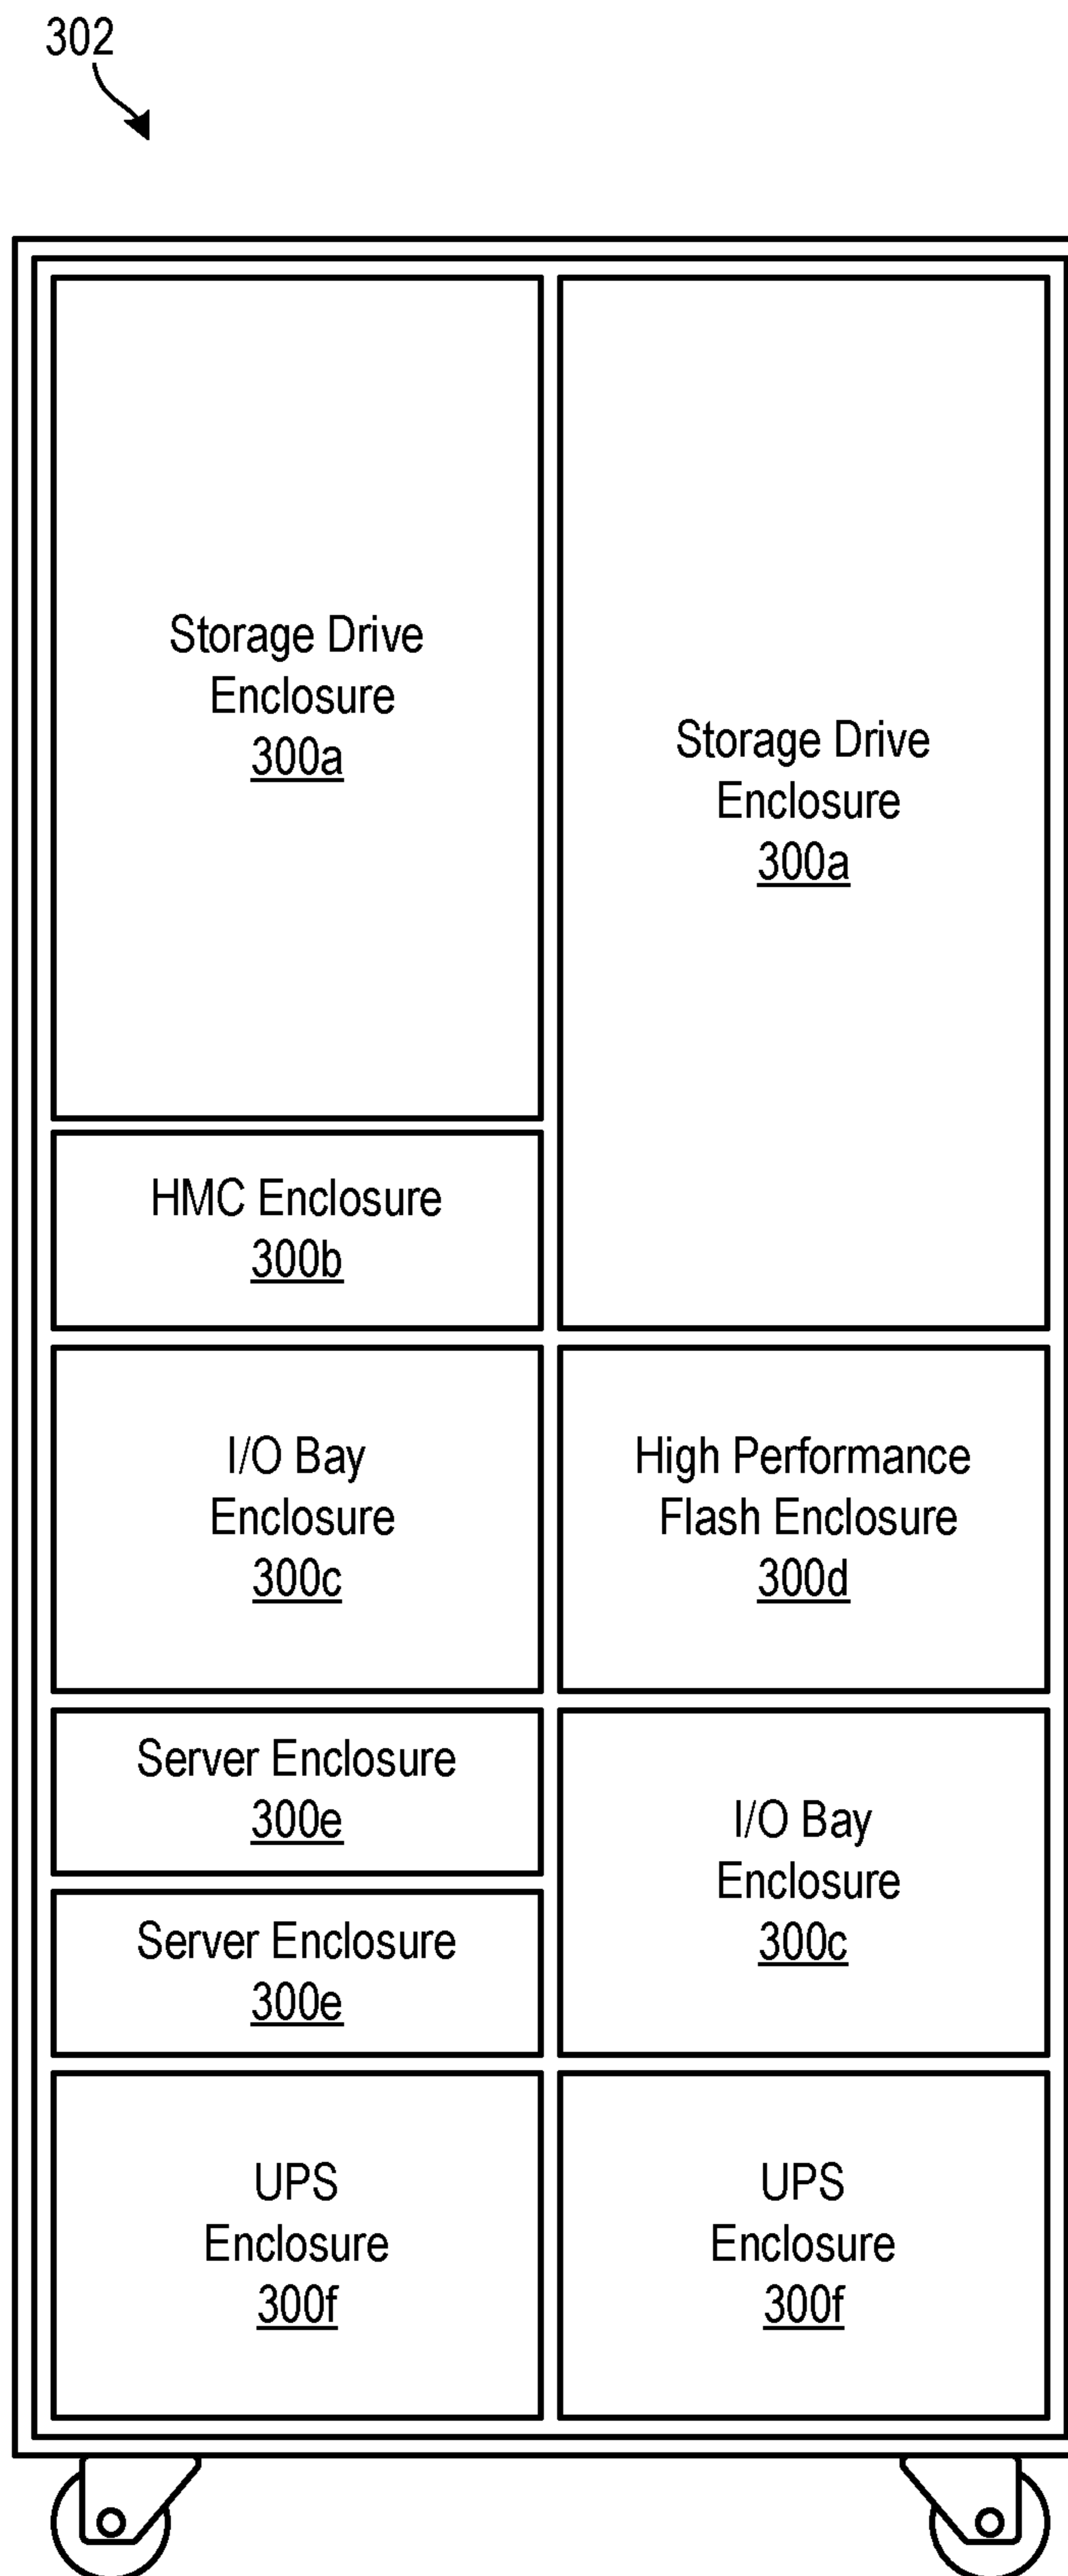 302
Storage Drive
Enclosure
300a
Storage Drive
Enclosure
300a
HMC Enclosure
300b
I/O Bay
Enclosure
300c
High Performance
Flash Enclosure
300d
Server Enclosure
300e
I/O Bay
Enclosure
300c
Server Enclosure
300e
UPS
Enclosure
300f
UPS
Enclosure
300f